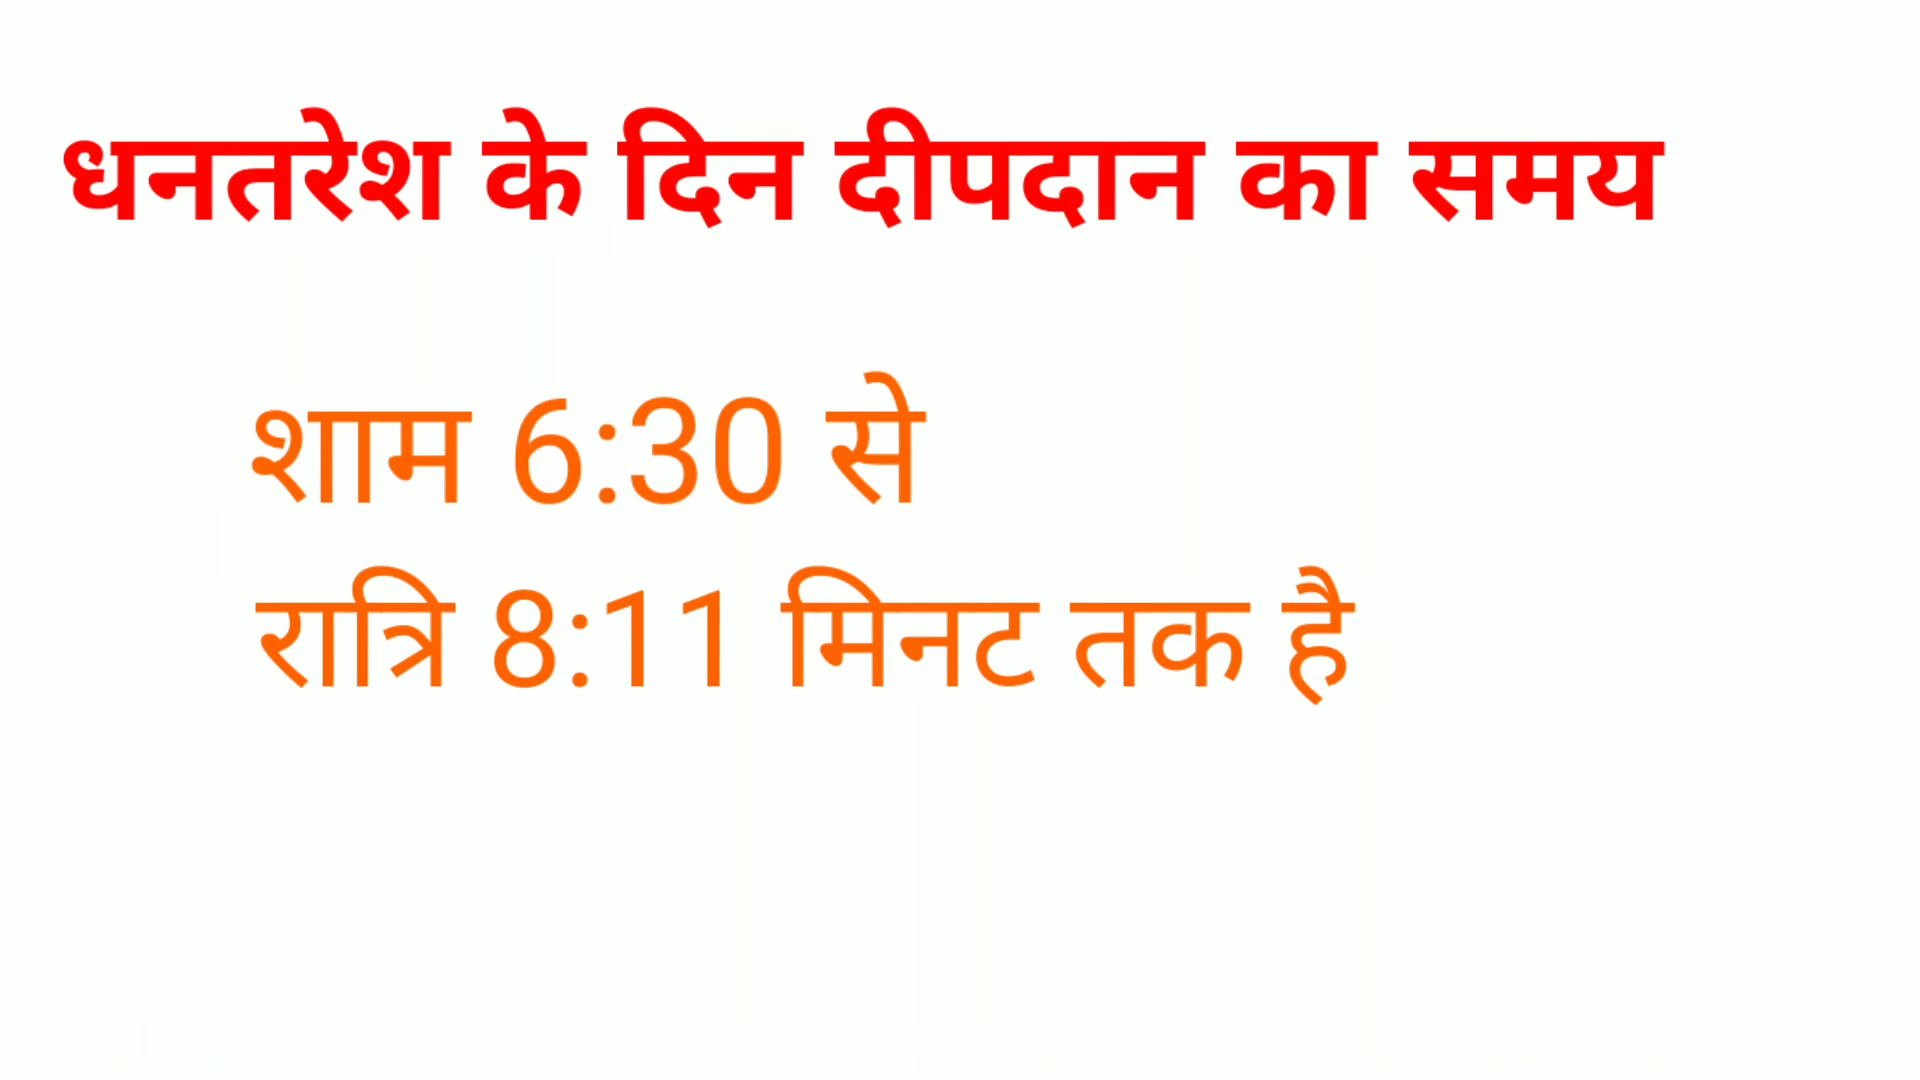 धनतरेश के दिन दीपदान का समय
शाम 6:30 से
रात्रि 8:11 मिनट तक है